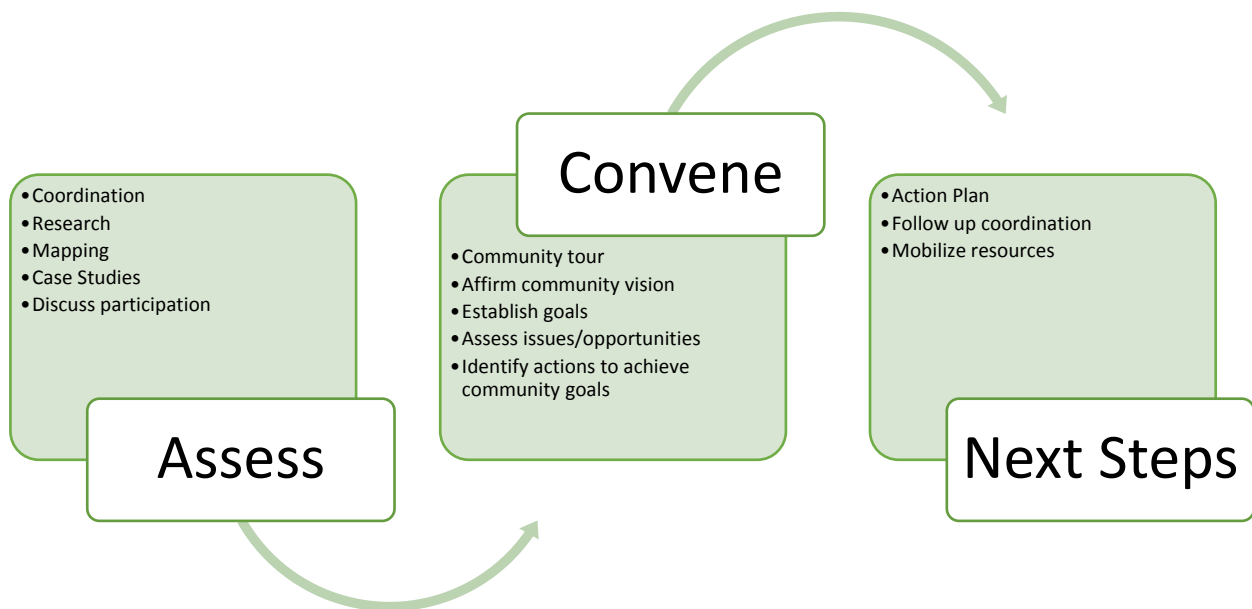 •Coordination
•Research
•Mapping
•Case Studies
•Discuss participation
Assess
Convene
•Community tour
•Affirm community vision
•Establish goals
•Assess issues/opportunities
•Identify actions to achieve
community goals
•Action Plan
•Follow up coordination
•Mobilize resources
Next Steps